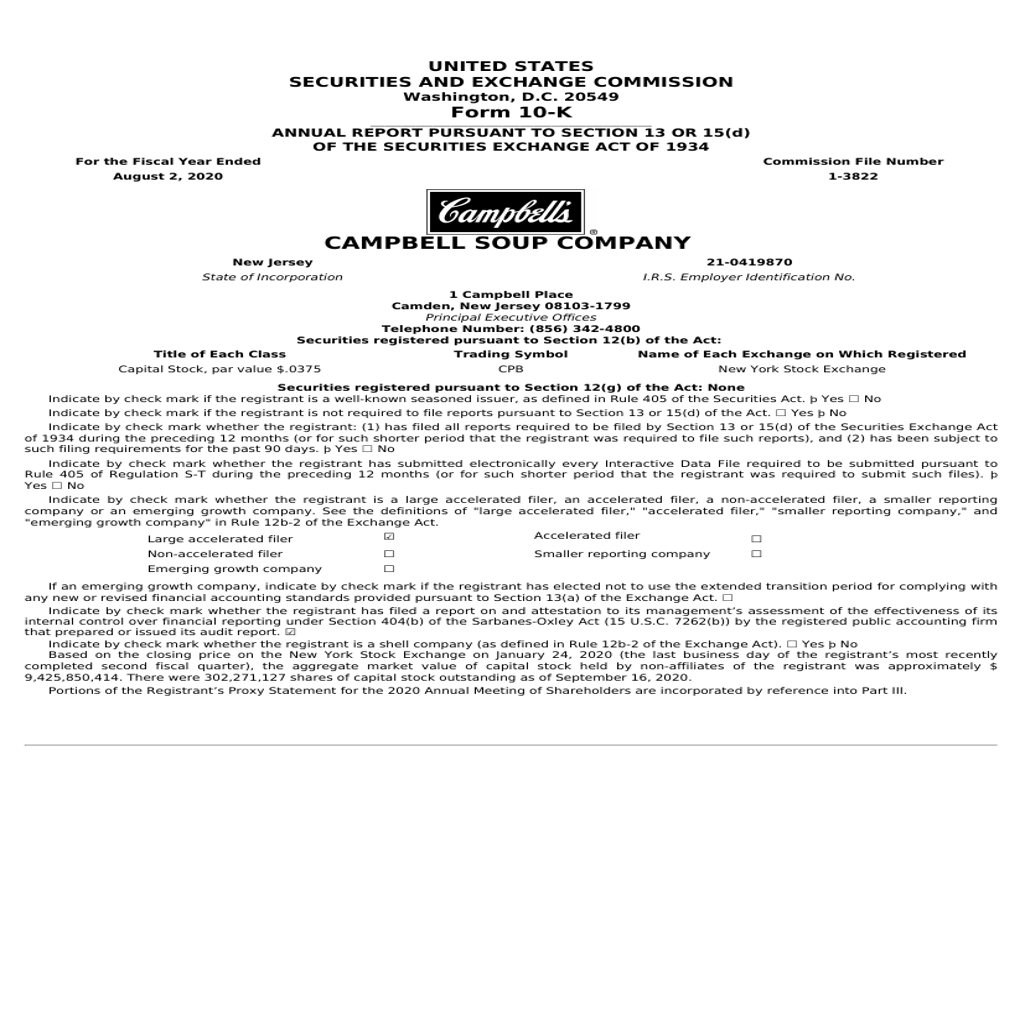 UNITED STATES
SECURITIES AND EXCHANGE COMMISSION
Washington, D.C. 20549
Form 10-K
ANNUAL REPORT PURSUANT TO SECTION 13 OR 15(d)
OF THE SECURITIES EXCHANGE ACT OF 1934
For the Fiscal Year Ended Commission File Number
August 2, 2020 1-3822
Campbell's®
CAMPBELL SOUP COMPANY
New Jersey 21-0419870
State of Incorporation I.R.S. Employer Identification No.
1 Campbell Place
Camden, New Jersey 08103-1799
Principal Executive Offices
Telephone Number: (856) 342-4800
Securities registered pursuant to Section 12(b) of the Act:
Title of Each Class Trading Symbol Name of Each Exchange on Which Registered
Capital Stock, par value $.0375 CPB New York Stock Exchange
Securities registered pursuant to Section 12(g) of the Act: None
Indicate by check mark if the registrant is a well-known seasoned issuer, as defined in Rule 405 of the Securities Act. þ Yes ☐ No
Indicate by check mark if the registrant is not required to file reports pursuant to Section 13 or 15(d) of the Act. ☐ Yes þ No
Indicate by check mark whether the registrant: (1) has filed all reports required to be filed by Section 13 or 15(d) of the Securities Exchange Act
of 1934 during the preceding 12 months (or for such shorter period that the registrant was required to file such reports), and (2) has been subject to
such filing requirements for the past 90 days. þ Yes ☐ No
Indicate by check mark whether the registrant has submitted electronically every Interactive Data File required to be submitted pursuant to
Rule 405 of Regulation S-T during the preceding 12 months (or for such shorter period that the registrant was required to submit such files). þ
Yes ☐ No
Indicate by check mark whether the registrant is a large accelerated filer, an accelerated filer, a non-accelerated filer, a smaller reporting
company or an emerging growth company. See the definitions of "large accelerated filer," "accelerated filer," "smaller reporting company," and
"emerging growth company" in Rule 12b-2 of the Exchange Act.
Large accelerated filer ☑ Accelerated filer ☐
Non-accelerated filer ☐ Smaller reporting company ☐
Emerging growth company ☐
If an emerging growth company, indicate by check mark if the registrant has elected not to use the extended transition period for complying with
any new or revised financial accounting standards provided pursuant to Section 13(a) of the Exchange Act. ☐
Indicate by check mark whether the registrant has filed a report on and attestation to its management’s assessment of the effectiveness of its
internal control over financial reporting under Section 404(b) of the Sarbanes-Oxley Act (15 U.S.C. 7262(b)) by the registered public accounting firm
that prepared or issued its audit report. ☑
Indicate by check mark whether the registrant is a shell company (as defined in Rule 12b-2 of the Exchange Act). ☐ Yes þ No
Based on the closing price on the New York Stock Exchange on January 24, 2020 (the last business day of the registrant’s most recently
completed second fiscal quarter), the aggregate market value of capital stock held by non-affiliates of the registrant was approximately $
9,425,850,414. There were 302,271,127 shares of capital stock outstanding as of September 16, 2020.
Portions of the Registrant’s Proxy Statement for the 2020 Annual Meeting of Shareholders are incorporated by reference into Part III.